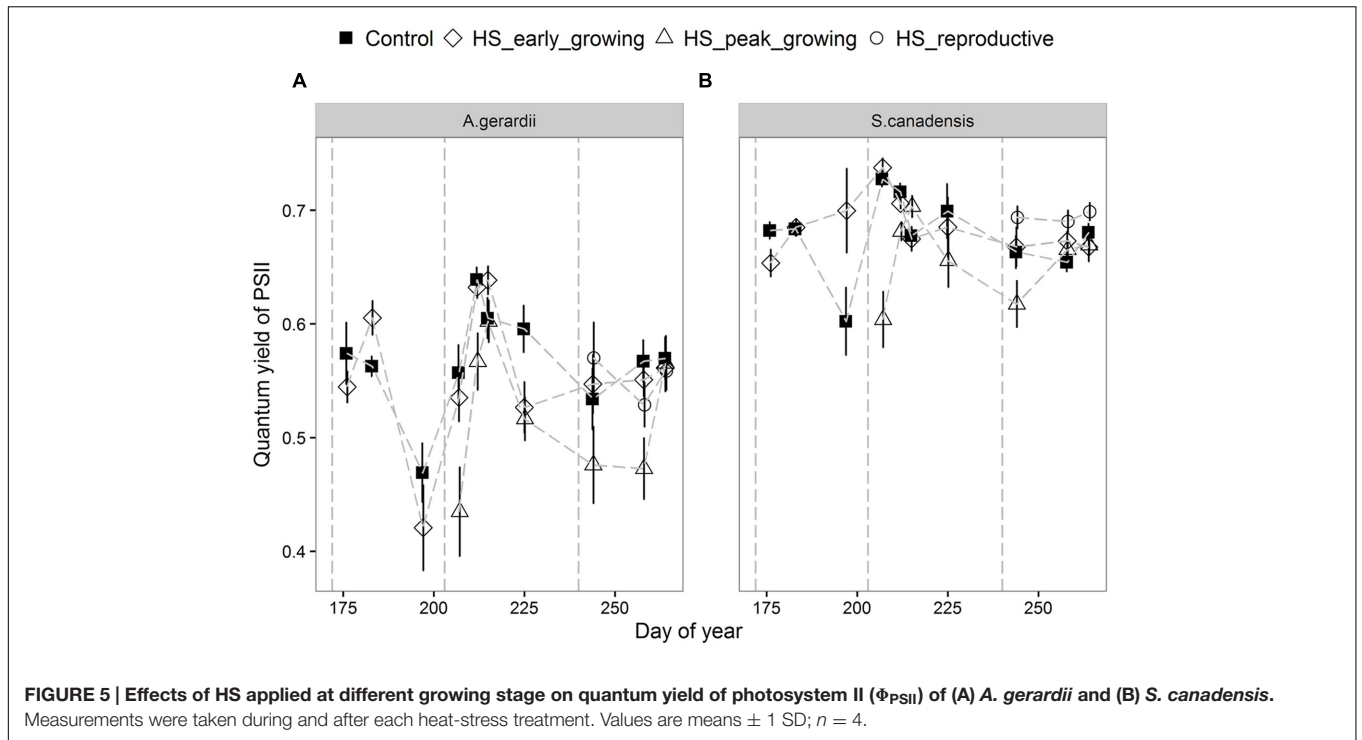 Control HS_early_growing HS_peak_growing HS_reproductive
A B
A.gerardii S.canadensis
Quantum yield of PSII
0.7
0.6
0.5
0.4
175 200 225 250 175 200 225 250
Day of year
FIGURE 5 | Effects of HS applied at different growing stage on quantum yield of photosystem II (Φ_PSII) of (A) A. gerardii and (B) S. canadensis.
Measurements were taken during and after each heat-stress treatment. Values are means ± 1 SD; n = 4.